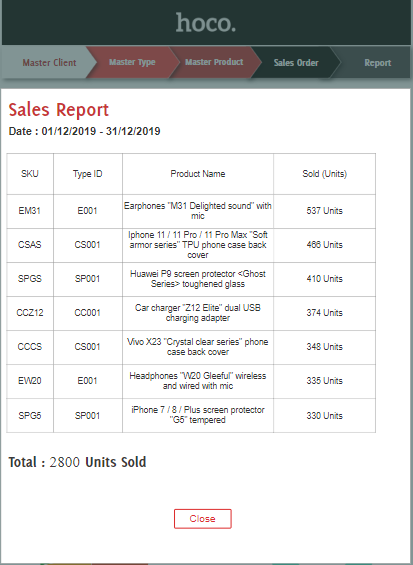 hoco.
Master Client
Master Type
Master Product
Sales Order
Report
Sales Report
Date : 01/12/2019 - 31/12/2019
SKU Type ID Product Name Sold (Units)
EM31 E001 Earphones "M31 Delighted sound" with
mic 537 Units
CSAS CS001 Iphone 11 / 11 Pro / 11 Pro Max "Soft
armor series" TPU phone case back
cover 466 Units
SPGS SP001 Huawei P9 screen protector <Ghost
Series> toughened glass 410 Units
CCZ12 CC001 Car charger "Z12 Elite" dual USB
charging adapter 374 Units
CCCS CS001 Vivo X23 "Crystal clear series" phone
case back cover 348 Units
EW20 E001 Headphones "W20 Gleeful" wireless
and wired with mic 335 Units
SPG5 SP001 iPhone 7 / 8 / Plus screen protector
"G5" tempered 330 Units
Total : 2800 Units Sold
Close